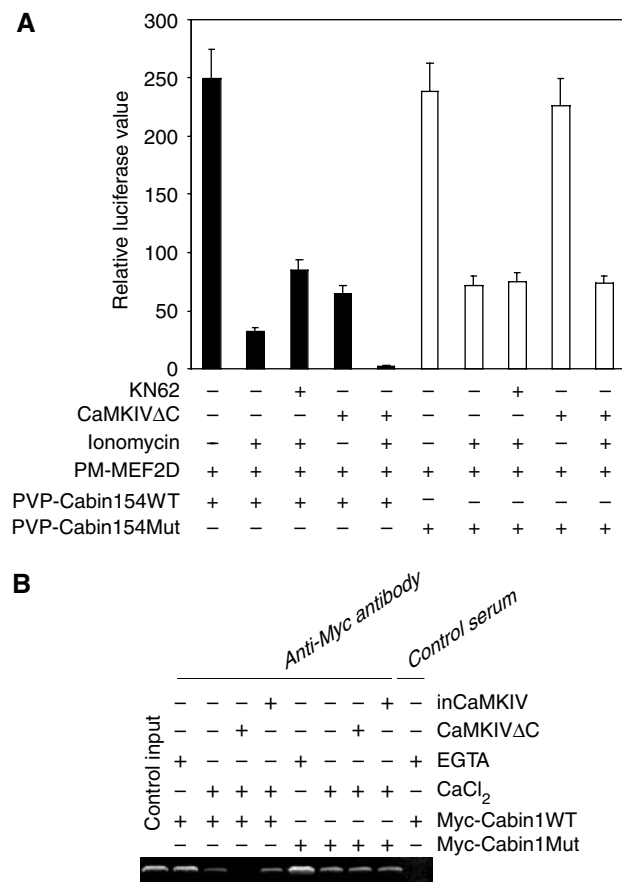 A
Relative luciferase value
300
250
200
150
100
50
0
KN62 – – + – – – – + – –
CaMKIVΔC – – – + + – – – + +
Ionomycin – + + – + – + + – +
PM-MEF2D + + + + + + + + + +
PVP-Cabin154WT + + + + + – – – – –
PVP-Cabin154Mut – – – – – + + + + +
B
Anti-Myc antibody
Control serum
Control input
– – – + – – – + – inCaMKIV
– – + – – – + – – CaMKIVΔC
+ – – – + – – – + EGTA
– + + + – + + + – CaCl₂
+ + + + – – – – + Myc-Cabin1WT
– – – – + + + + – Myc-Cabin1Mut